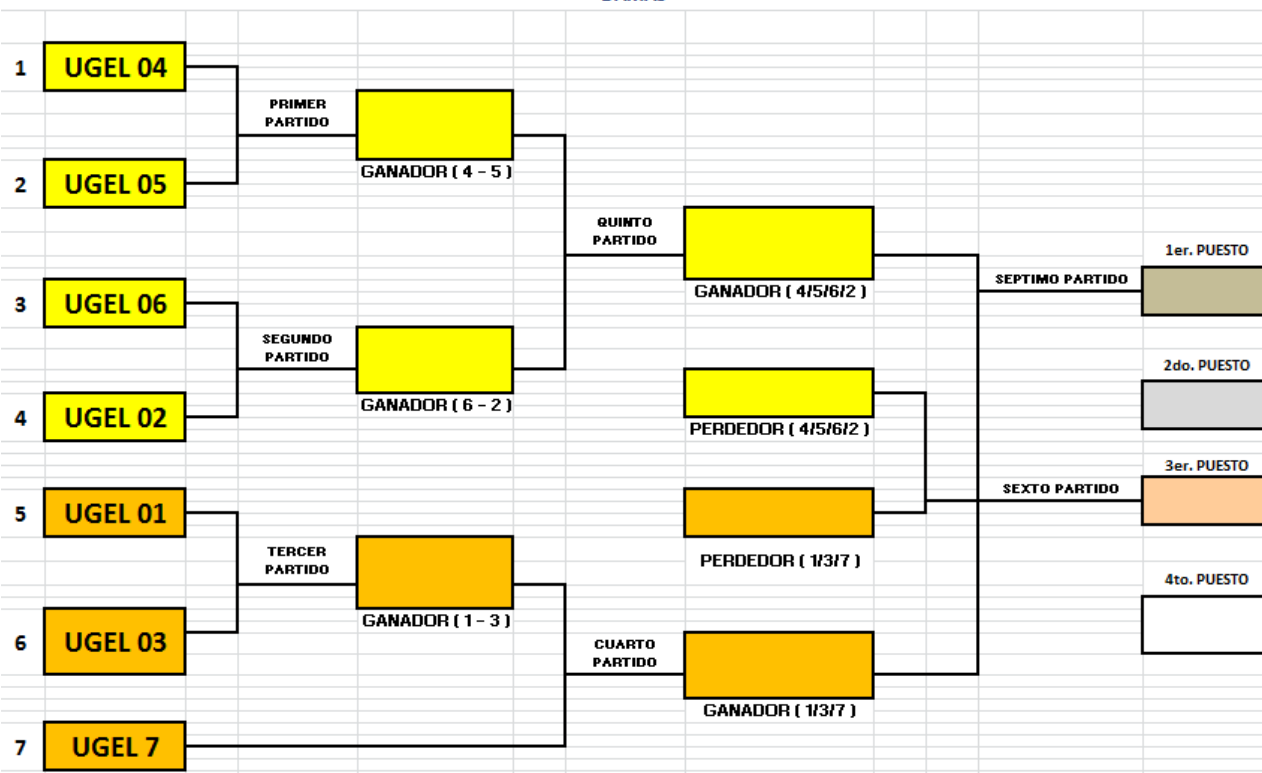 1 UGEL 04
PRIMER
PARTIDO
GANADOR ( 4 - 5 )
2 UGEL 05
QUINTO
PARTIDO
1er. PUESTO
SEPTIMO PARTIDO
GANADOR ( 4/5/6/2 )
3 UGEL 06
SEGUNDO
PARTIDO
2do. PUESTO
GANADOR ( 6 - 2 )
4 UGEL 02
PERDEDOR ( 4/5/6/2 )
3er. PUESTO
SEXTO PARTIDO
5 UGEL 01
TERCER
PARTIDO
PERDEDOR ( 1/3/7 )
4to. PUESTO
GANADOR ( 1 - 3 )
6 UGEL 03
CUARTO
PARTIDO
GANADOR ( 1/3/7 )
7 UGEL 7